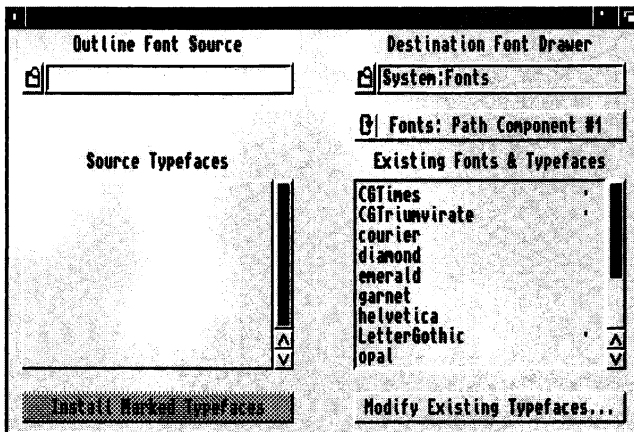 Outline Font Source
Destination Font Drawer
System:Fonts
Fonts: Path Component #1
Source Typefaces
Existing Fonts & Typefaces
CGTimes
CGTriumvirate
courier
diamond
emerald
garnet
helvetica
LetterGothic
opal
Install Marked Typefaces
Modify Existing Typefaces...